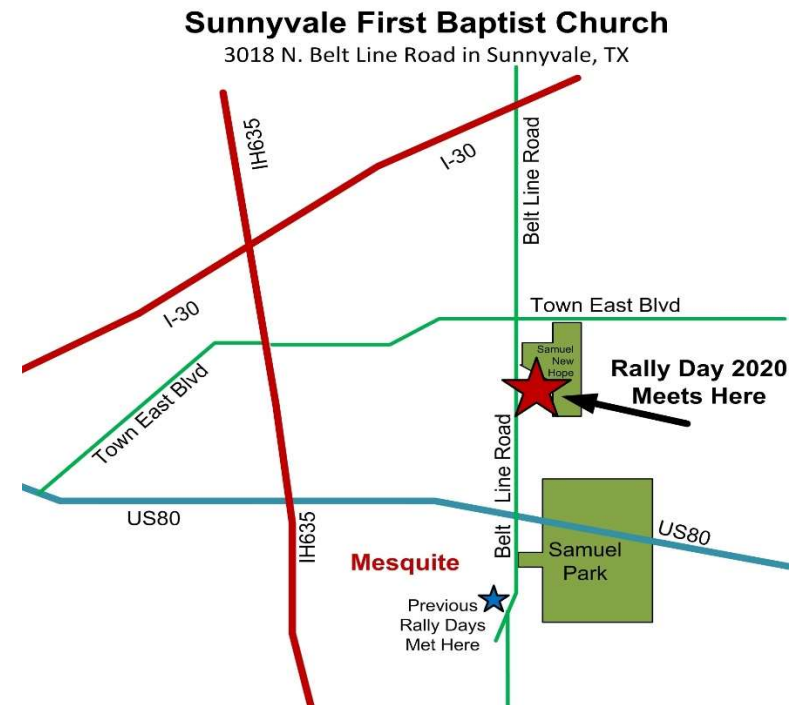 Sunnyvale First Baptist Church
3018 N. Belt Line Road in Sunnyvale, TX
IH635
I-30
Belt Line Road
I-30
Town East Blvd
Samuel
New
Hope
Rally Day 2020
Meets Here
Town East Blvd
Belt Line Road
US80
IH635
US80
Samuel
Park
Mesquite
Previous
Rally Days
Met Here